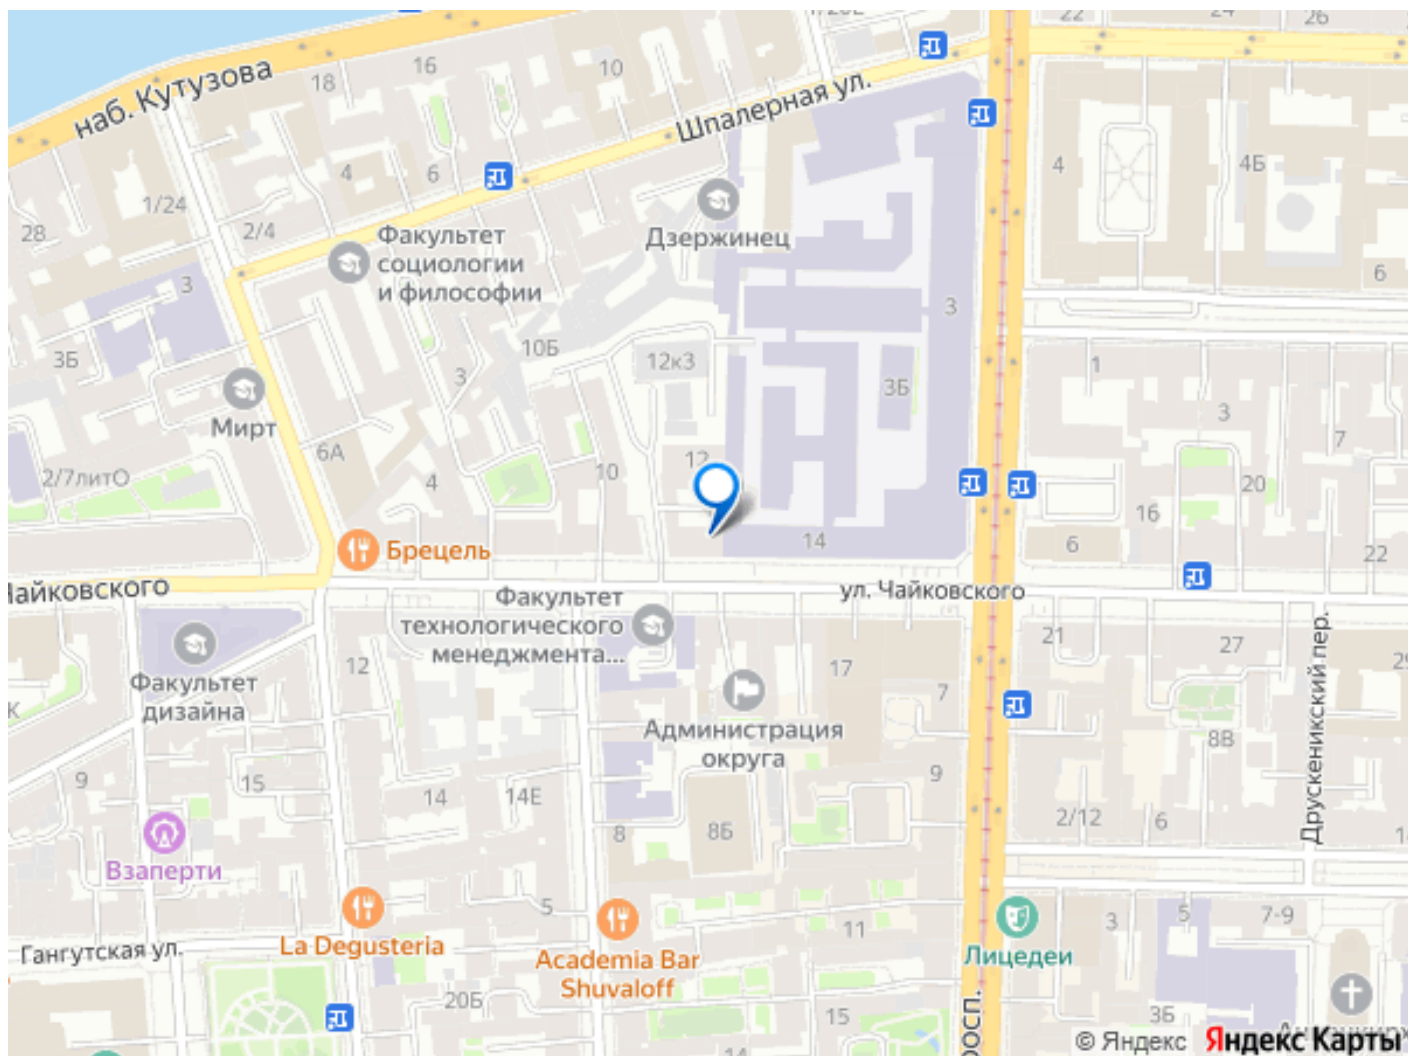 22
24
26
наб. Кутузова
18
16
10
Шпалерная ул.
4
4Б
4
6
1/24
2/4
28
Дзержинец
Факультет
социологии
и философии
6
3
3
3Б
10Б
12к3
3
1
3Б
3
Мирт
7
6А
2/7литО
4
10
12
20
16
14
6
22
Брецель
ул. Чайковского
Факультет
технологического
менеджмента...
21
27
12
17
7
Факультет
дизайна
Администрация
округа
8В
Друскеникский пер.
9
15
14
14Е
9
8
8Б
2/12
6
Взаперти
5
11
3
5
7-9
La Degusteria
Гангутская ул.
Academia Bar
Shuvaloff
Лицедеи
20Б
15
3Б
14
© Яндекс Яндекс Карты